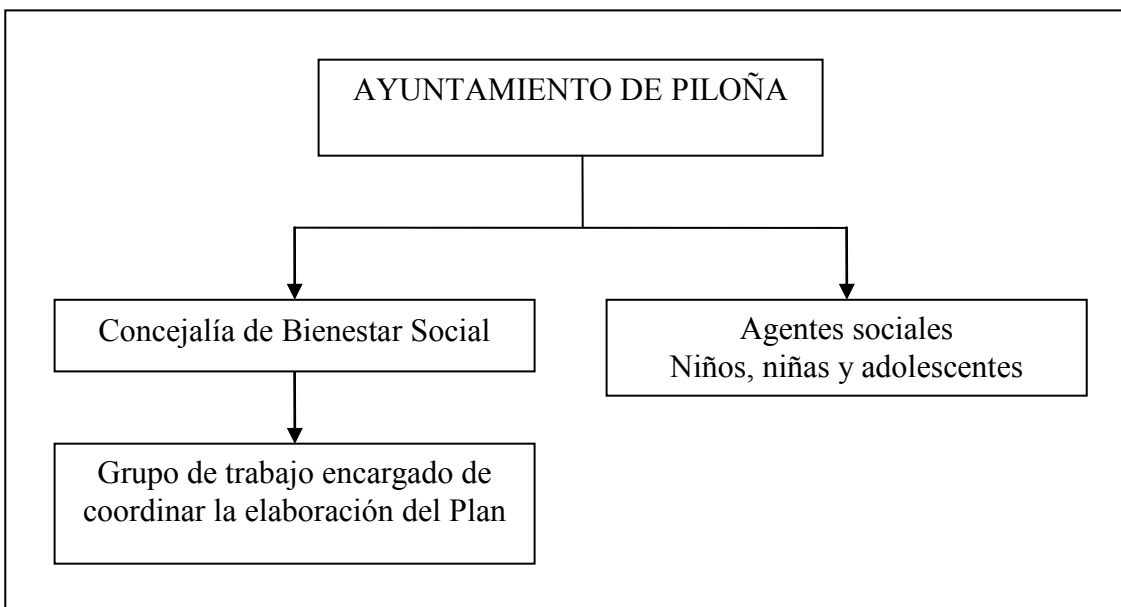 AYUNTAMIENTO DE PILOÑA
Concejalía de Bienestar Social
Agentes sociales
Niños, niñas y adolescentes
Grupo de trabajo encargado de
coordinar la elaboración del Plan